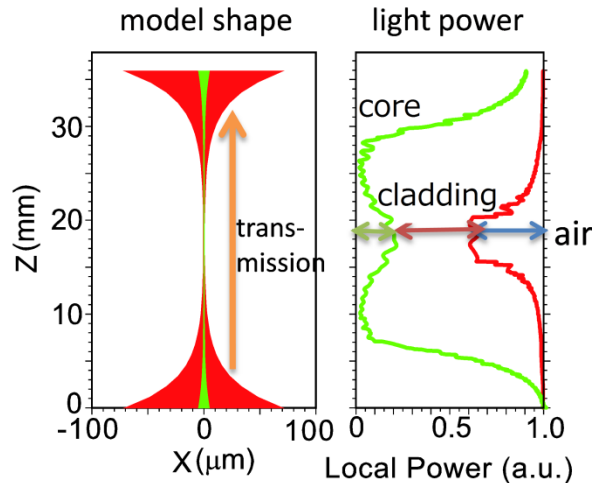 model shape
light power
Z(mm)
30
20
10
0
-100
0
100
X(μm)
trans-
mission
core
cladding
air
0
0.5
1.0
Local Power (a.u.)